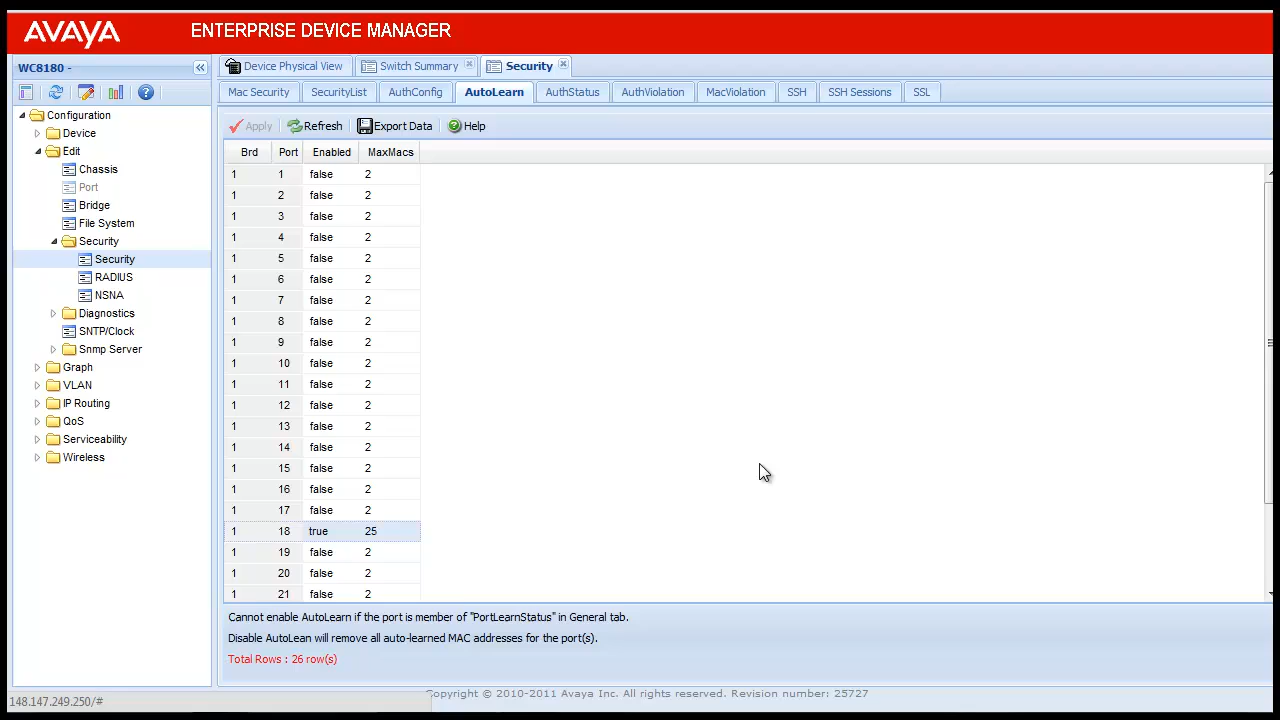 AVAYA ENTERPRISE DEVICE MANAGER
WC8180 -
Device Physical View Switch Summary Security
Mac Security SecurityList AuthConfig AutoLearn AuthStatus AuthViolation MacViolation SSH SSH Sessions SSL
Apply Refresh Export Data Help
Configuration
Device
Edit
Chassis
Port
Bridge
File System
Security
Security
RADIUS
NSNA
Diagnostics
SNTP/Clock
Snmp Server
Graph
VLAN
IP Routing
QoS
Serviceability
Wireless
Brd Port Enabled MaxMacs
1 1 false 2
1 2 false 2
1 3 false 2
1 4 false 2
1 5 false 2
1 6 false 2
1 7 false 2
1 8 false 2
1 9 false 2
1 10 false 2
1 11 false 2
1 12 false 2
1 13 false 2
1 14 false 2
1 15 false 2
1 16 false 2
1 17 false 2
1 18 true 25
1 19 false 2
1 20 false 2
1 21 false 2
Cannot enable AutoLearn if the port is member of "PortLearnStatus" in General tab.
Disable AutoLean will remove all auto-learned MAC addresses for the port(s).
Total Rows : 26 row(s)
Copyright © 2010-2011 Avaya Inc. All rights reserved. Revision number: 25727
148.147.249.250/#